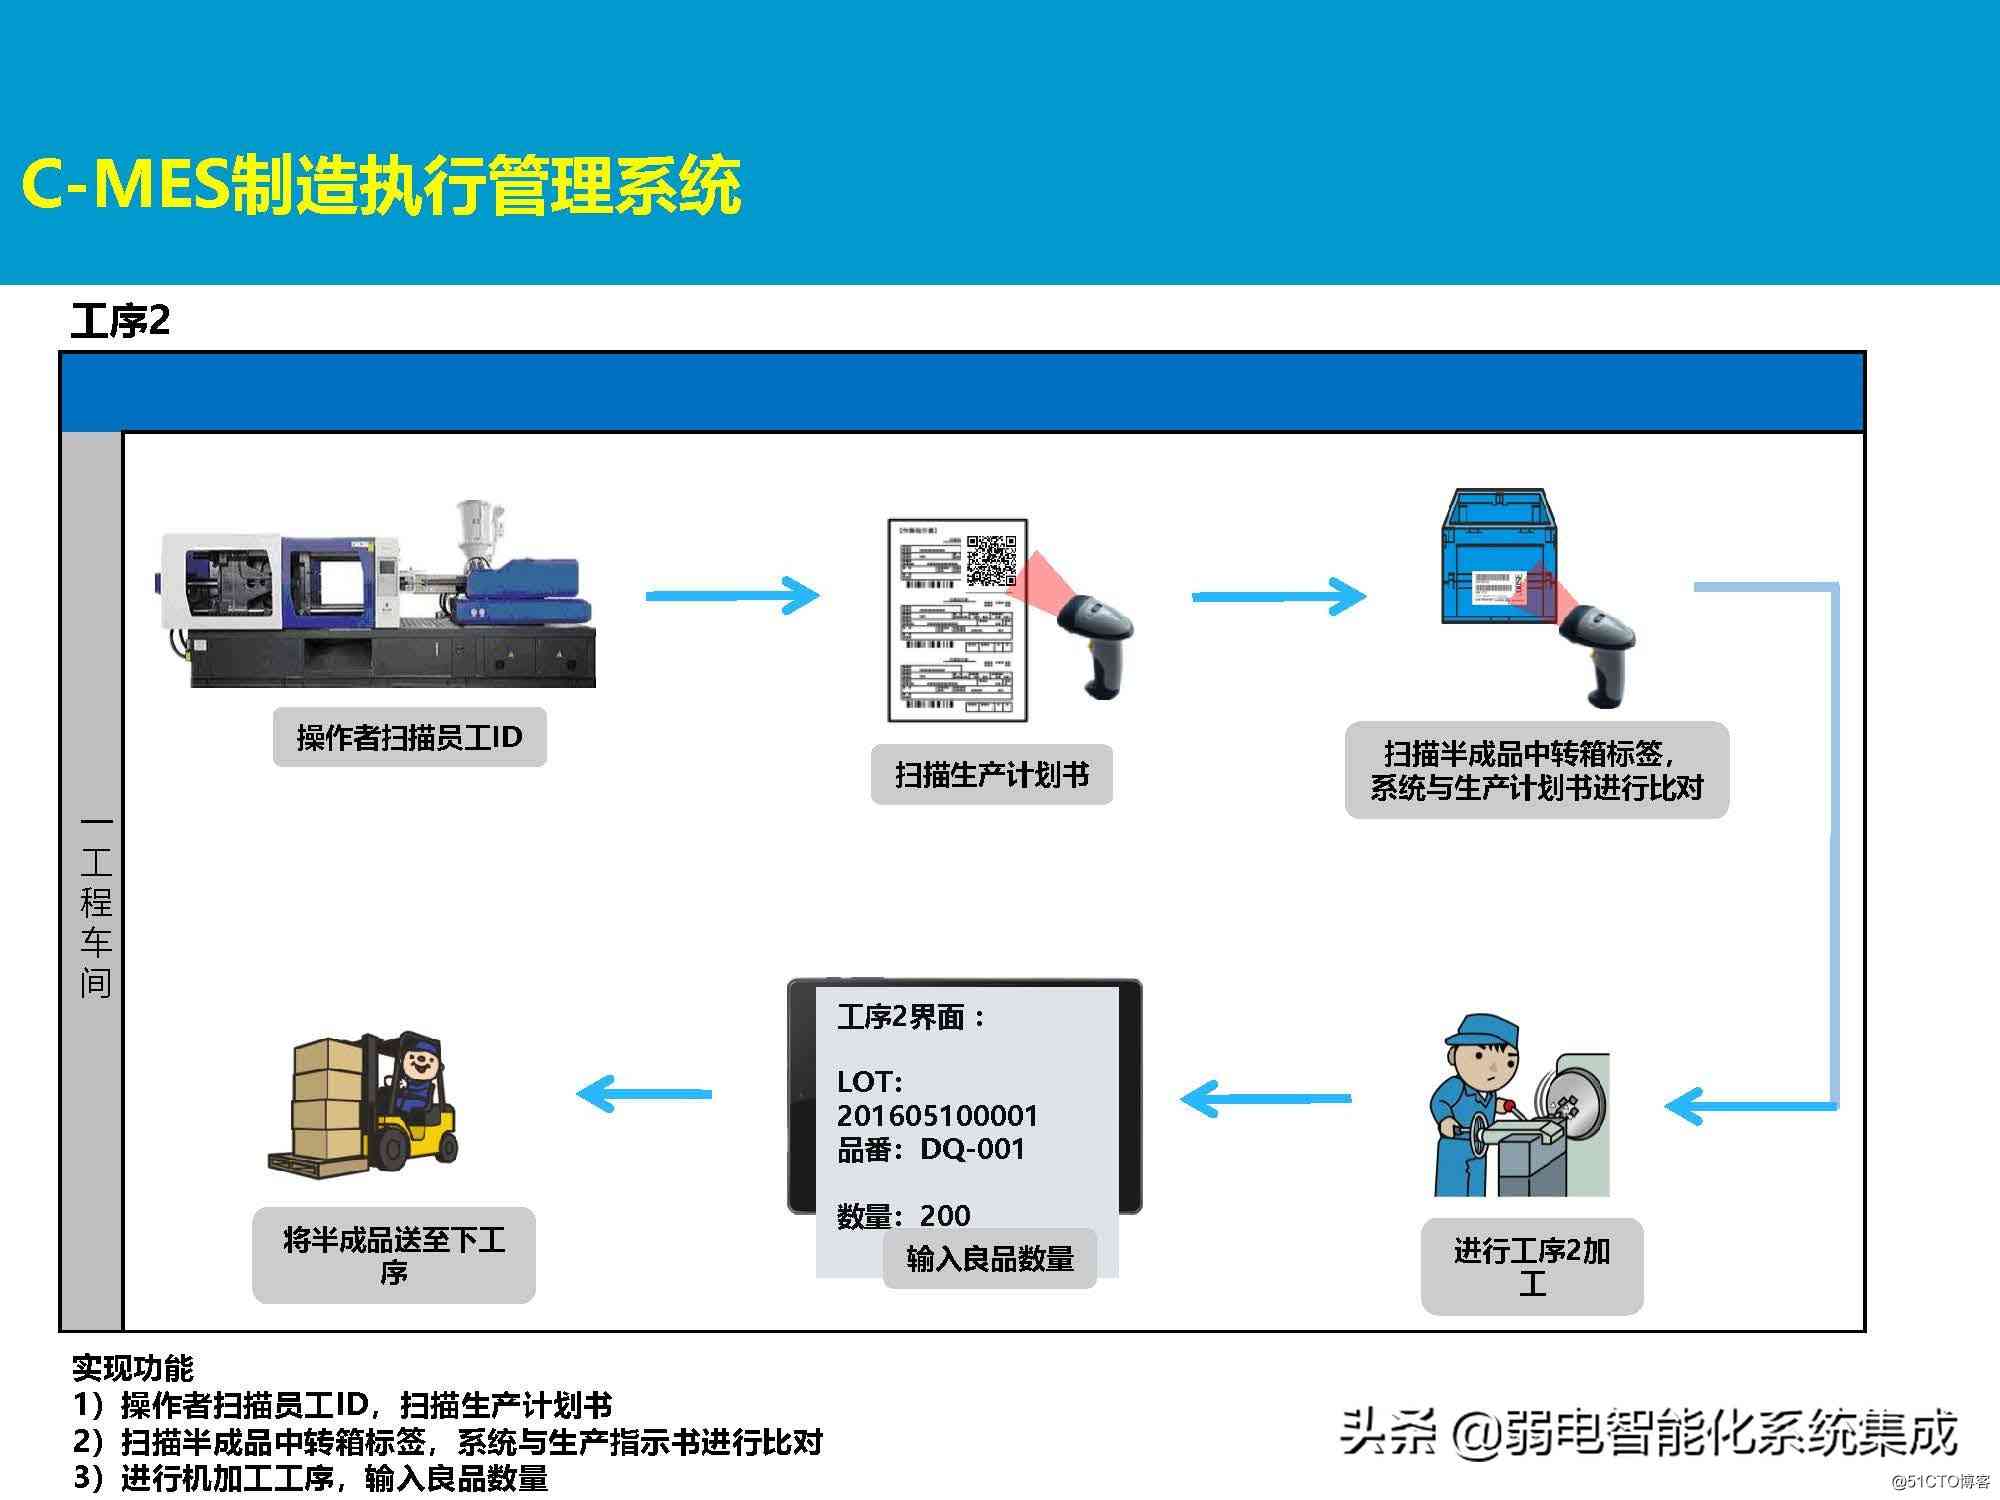 C-MES制造执行管理系统
工序2
一工程车间
操作者扫描员工ID
扫描生产计划书
扫描半成品中转箱标签，
系统与生产计划书进行比对
将半成品送至下工
序
工序2界面：
LOT:
201605100001
品番：DQ-001
数量：200
输入良品数量
进行工序2加
工
实现功能
1）操作者扫描员工ID，扫描生产计划书
2）扫描半成品中转箱标签，系统与生产指示书进行比对
3）进行机加工工序，输入良品数量
头条 @弱电智能化系统集成
@51CTO博客